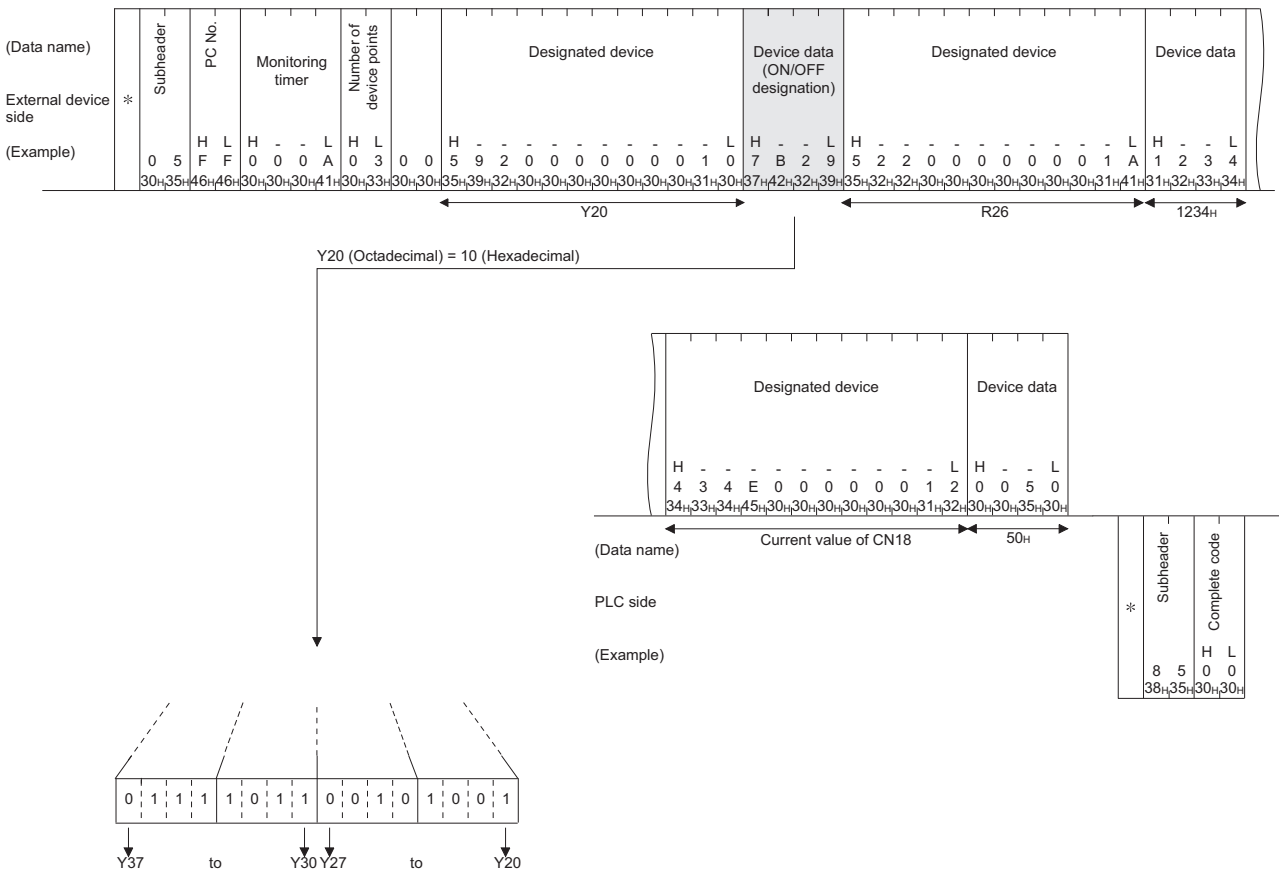 (Data name)
External device side
(Example)
*
Subheader
PC No.
Monitoring timer
Number of device points
Designated device
Device data (ON/OFF designation)
Designated device
Device data
H L H - - L H L H - - - - - - - - - - L H - - L H - - - - - - - - - - L H - - L
0 5 F F 0 0 0 A 0 3 0 0 5 9 2 0 0 0 0 0 0 0 1 0 7 B 2 9 5 2 2 0 0 0 0 0 0 0 1 A 1 2 3 4
30H 35H 46H 46H 30H 30H 30H 41H 30H 33H 30H 30H 35H 39H 32H 30H 30H 30H 30H 30H 30H 30H 31H 30H 37H 42H 32H 39H 35H 32H 32H 30H 30H 30H 30H 30H 30H 30H 31H 41H 31H 32H 33H 34H
Y20
R26
1234H
Y20 (Octadecimal) = 10 (Hexadecimal)
Designated device
Device data
H - - - - - - - - - - L H - - L
4 3 4 E 0 0 0 0 0 0 1 2 0 0 5 0
34H 33H 34H 45H 30H 30H 30H 30H 30H 30H 31H 32H 30H 30H 35H 30H
Current value of CN18
50H
(Data name)
PLC side
(Example)
*
Subheader
Complete code
H L
8 5 0 0
38H 35H 30H 30H
0 1 1 1 1 0 1 1 0 0 1 0 1 0 0 1
Y37 to Y30 Y27 to Y20